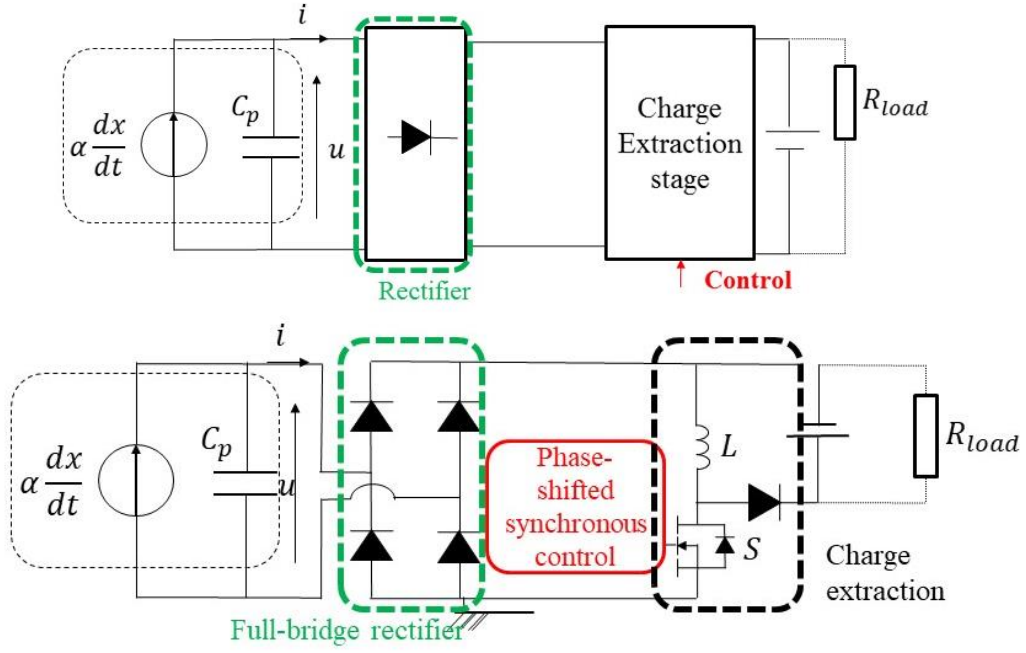 i
α dx/dt
C_p
u
Rectifier
Charge
Extraction
stage
Control
R_load
i
α dx/dt
C_p
u
Full-bridge rectifier
Phase-
shifted
synchronous
control
L
S
Charge
extraction
R_load